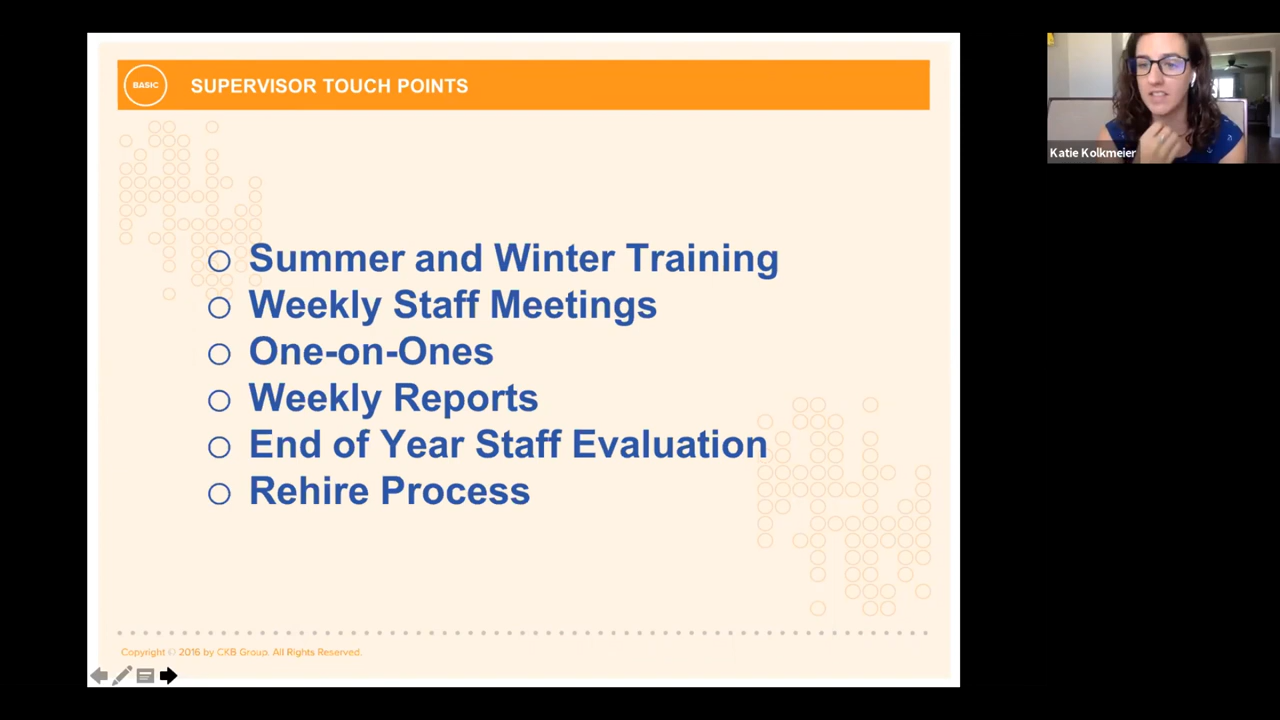 BASIC
SUPERVISOR TOUCH POINTS
Katie Kolkmeier
Summer and Winter Training
Weekly Staff Meetings
One-on-Ones
Weekly Reports
End of Year Staff Evaluation
Rehire Process
Copyright © 2016 by CKB Group. All Rights Reserved.